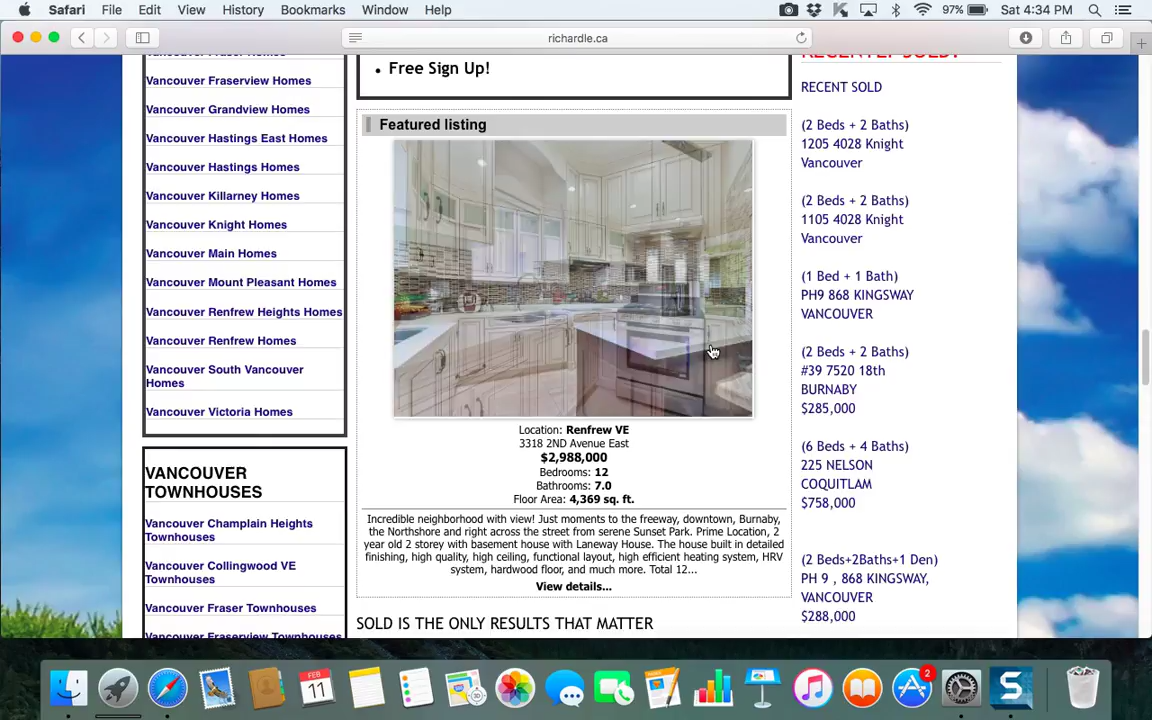 Safari File Edit View History Bookmarks Window Help 97% Sat 4:34 PM
richardle.ca
Vancouver Fraserview Homes
Vancouver Grandview Homes
Vancouver Hastings East Homes
Vancouver Hastings Homes
Vancouver Killarney Homes
Vancouver Knight Homes
Vancouver Main Homes
Vancouver Mount Pleasant Homes
Vancouver Renfrew Heights Homes
Vancouver Renfrew Homes
Vancouver South Vancouver
Homes
Vancouver Victoria Homes
VANCOUVER
TOWNHOUSES
Vancouver Champlain Heights
Townhouses
Vancouver Collingwood VE
Townhouses
Vancouver Fraser Townhouses
Vancouver Fraserview Townhouses
• Free Sign Up!
Featured listing
Location: Renfrew VE
3318 2ND Avenue East
$2,988,000
Bedrooms: 12
Bathrooms: 7.0
Floor Area: 4,369 sq. ft.
Incredible neighborhood with view! Just moments to the freeway, downtown, Burnaby,
the Northshore and right across the street from serene Sunset Park. Prime Location, 2
year old 2 storey with basement house with Laneway House. The house built in detailed
finishing, high quality, high ceiling, functional layout, high efficient heating system, HRV
system, hardwood floor, and much more. Total 12...
View details...
SOLD IS THE ONLY RESULTS THAT MATTER
RECENTLY SOLD!
RECENT SOLD
(2 Beds + 2 Baths)
1205 4028 Knight
Vancouver
(2 Beds + 2 Baths)
1105 4028 Knight
Vancouver
(1 Bed + 1 Bath)
PH9 868 KINGSWAY
VANCOUVER
(2 Beds + 2 Baths)
#39 7520 18th
BURNABY
$285,000
(6 Beds + 4 Baths)
225 NELSON
COQUITLAM
$758,000
(2 Beds+2Baths+1 Den)
PH 9 , 868 KINGSWAY,
VANCOUVER
$288,000
FEB
11
2